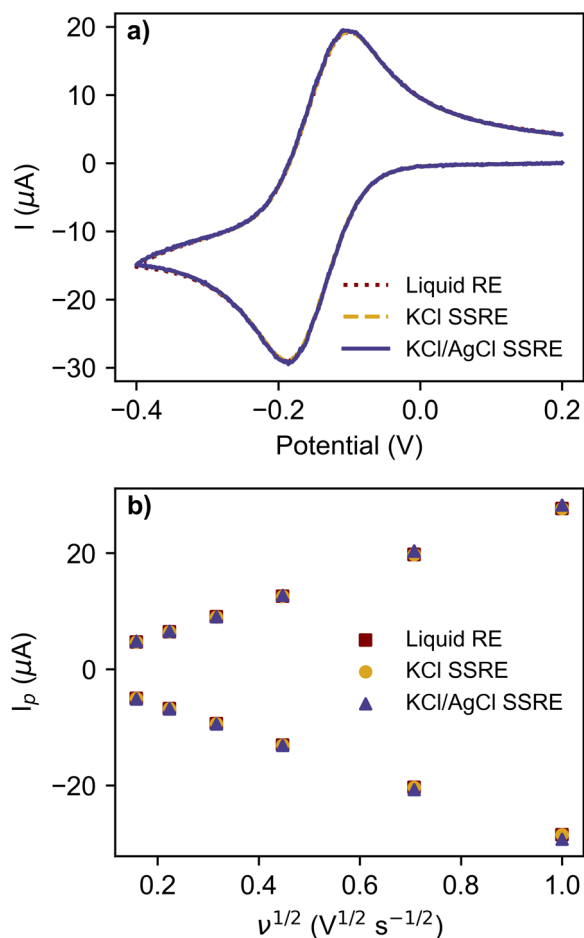 a)
20
10
0
−10
−20
−30
I (μA)
Liquid RE
KCl SSRE
KCl/AgCl SSRE
−0.4
−0.2
0.0
0.2
Potential (V)
b)
20
0
−20
I_p (μA)
Liquid RE
KCl SSRE
KCl/AgCl SSRE
0.2
0.4
0.6
0.8
1.0
ν^{1/2} (V^{1/2} s^{−1/2})